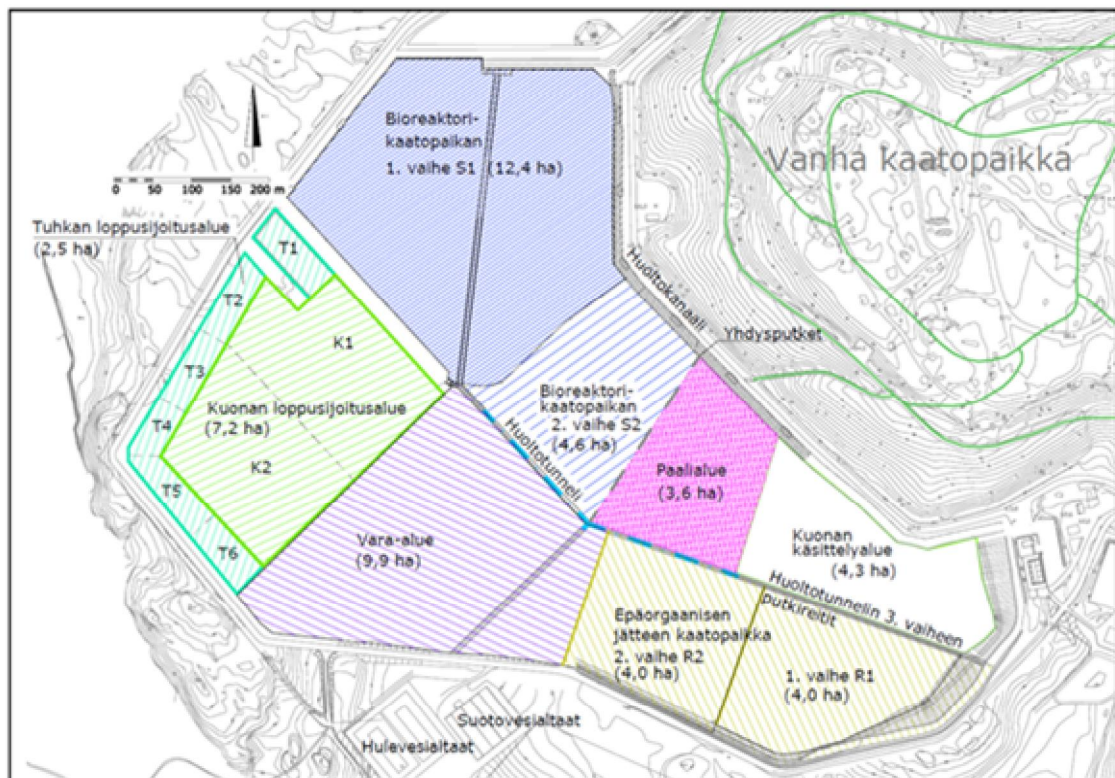 Bioreaktori-
kaatopaikan
1. vaihe S1 (12,4 ha)
Vanha kaatopaikka
0 50 100 150 200 m
Tuhkan loppusijoitusalue
(2,5 ha)
T1
T2
T3
T4
T5
T6
K1
Kuonan loppusijoitusalue
(7,2 ha)
K2
Huoltokanaali
Yhdysputket
Bioreaktori-
kaatopaikan
2. vaihe S2
(4,6 ha)
Huoltotunneli
Paalialue
(3,6 ha)
Vara-alue
(9,9 ha)
Kuonan
käsittelyalue
(4,3 ha)
Huoltotunnelin 3. vaiheen
putkireitit
Epäorgaanisen
jätteen kaatopaikka
2. vaihe R2
(4,0 ha)
1. vaihe R1
(4,0 ha)
Suotovesialtaat
Hulevesialtaat